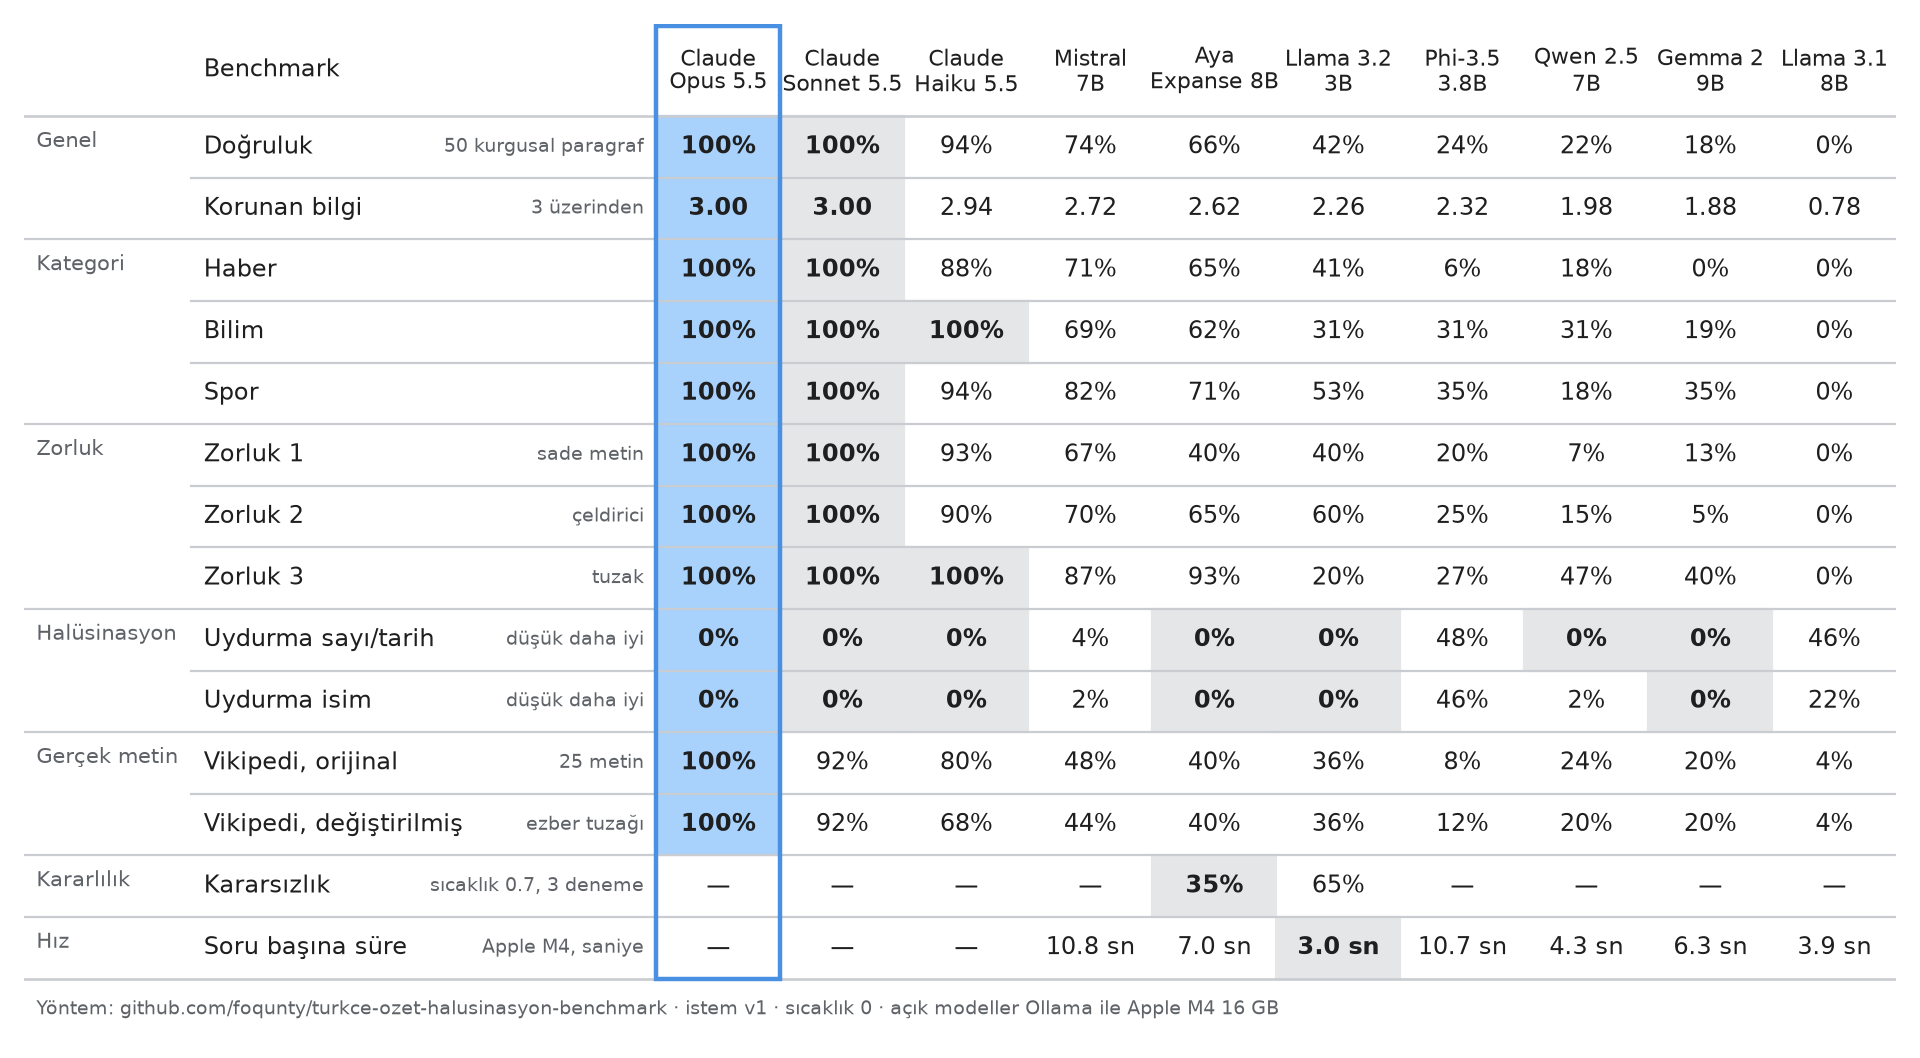 Benchmark Claude Opus 5.5 Claude Sonnet 5.5 Claude Haiku 5.5 Mistral 7B Aya Expanse 8B Llama 3.2 3B Phi-3.5 3.8B Qwen 2.5 7B Gemma 2 9B Llama 3.1 8B
Genel Doğruluk 50 kurgusal paragraf 100% 100% 94% 74% 66% 42% 24% 22% 18% 0%
Korunan bilgi 3 üzerinden 3.00 3.00 2.94 2.72 2.62 2.26 2.32 1.98 1.88 0.78
Kategori Haber 100% 100% 88% 71% 65% 41% 6% 18% 0% 0%
Bilim 100% 100% 100% 69% 62% 31% 31% 31% 19% 0%
Spor 100% 100% 94% 82% 71% 53% 35% 18% 35% 0%
Zorluk Zorluk 1 sade metin 100% 100% 93% 67% 40% 40% 20% 7% 13% 0%
Zorluk 2 çeldirici 100% 100% 90% 70% 65% 60% 25% 15% 5% 0%
Zorluk 3 tuzak 100% 100% 100% 87% 93% 20% 27% 47% 40% 0%
Halüsinasyon Uydurma sayı/tarih düşük daha iyi 0% 0% 0% 4% 0% 0% 48% 0% 0% 46%
Uydurma isim düşük daha iyi 0% 0% 0% 2% 0% 0% 46% 2% 0% 22%
Gerçek metin Vikipedi, orijinal 25 metin 100% 92% 80% 48% 40% 36% 8% 24% 20% 4%
Vikipedi, değiştirilmiş ezber tuzağı 100% 92% 68% 44% 40% 36% 12% 20% 20% 4%
Kararlılık Kararsızlık sıcaklık 0.7, 3 deneme — — — — 35% 65% — — — —
Hız Soru başına süre Apple M4, saniye — — — 10.8 sn 7.0 sn 3.0 sn 10.7 sn 4.3 sn 6.3 sn 3.9 sn
Yöntem: github.com/foqunty/turkce-ozet-halusinasyon-benchmark · istem v1 · sıcaklık 0 · açık modeller Ollama ile Apple M4 16 GB